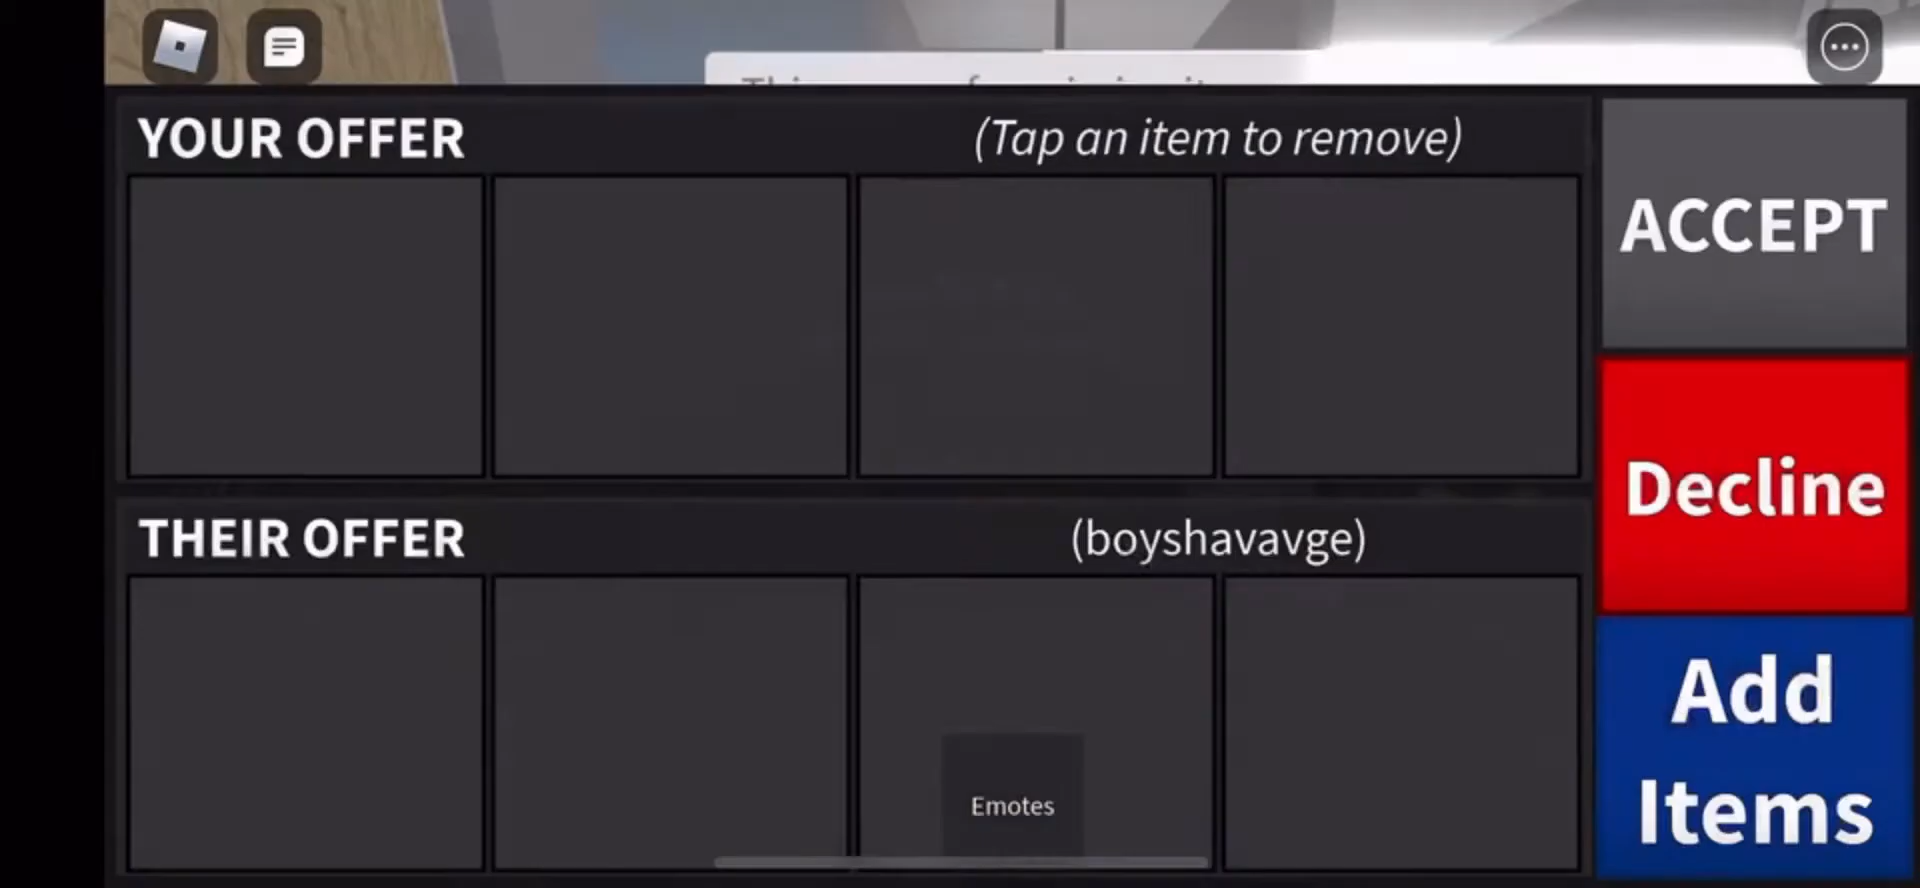 YOUR OFFER
(Tap an item to remove)
ACCEPT
Decline
THEIR OFFER
(boyshavavge)
Add
Items
Emotes